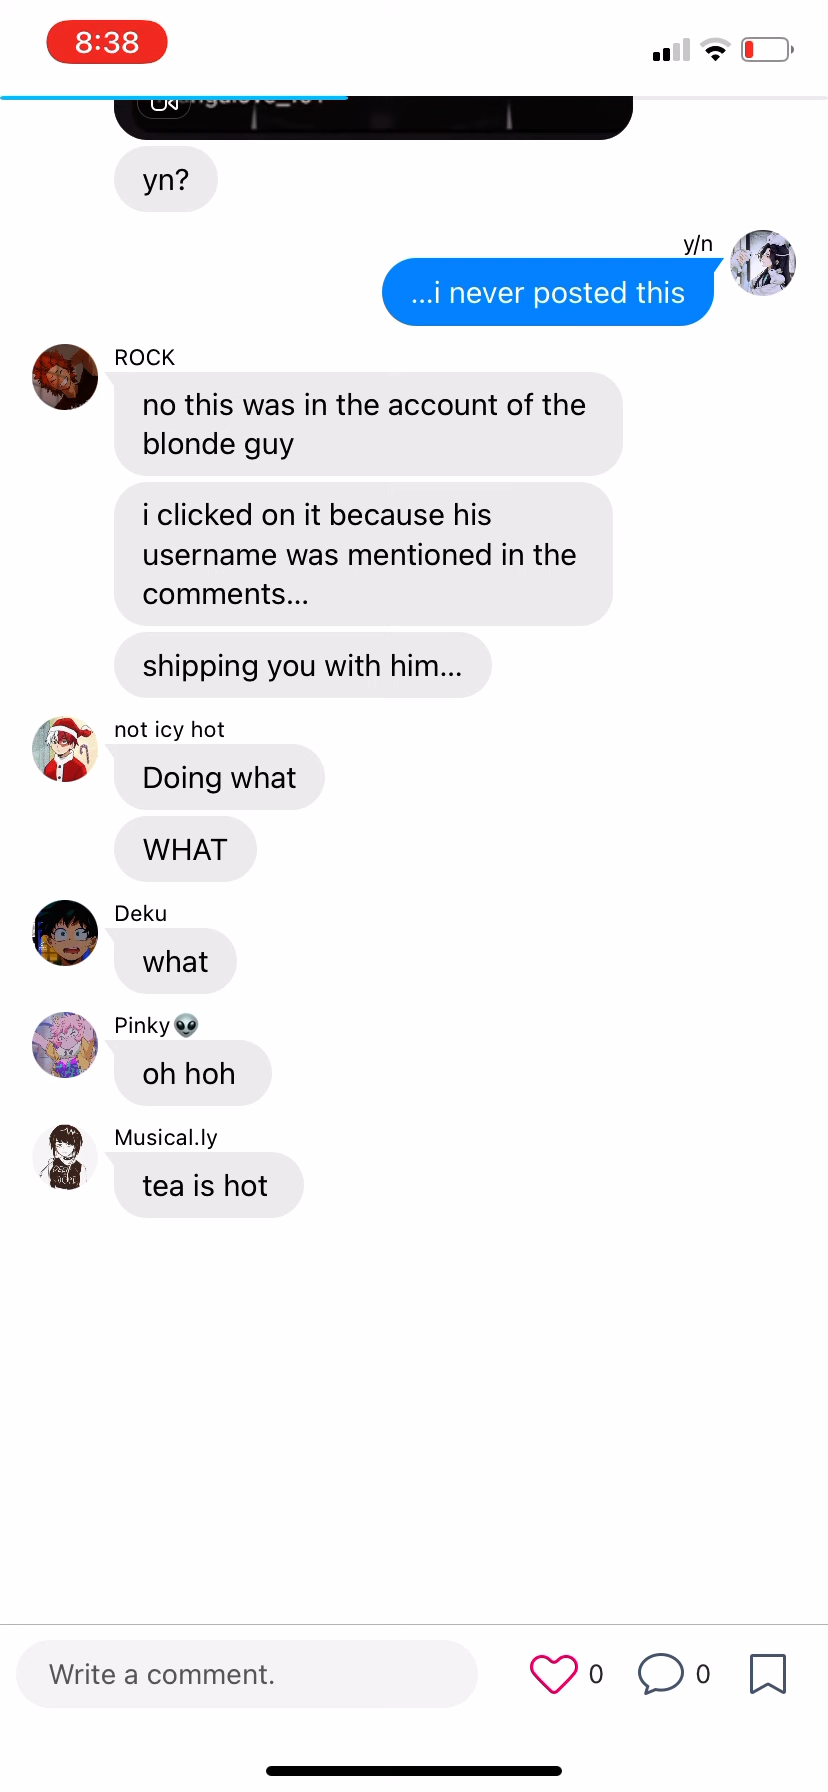 8:38
yn?
y/n
...i never posted this
ROCK
no this was in the account of the
blonde guy
i clicked on it because his
username was mentioned in the
comments...
shipping you with him...
not icy hot
Doing what
WHAT
Deku
what
Pinky👽
oh hoh
Musical.ly
tea is hot
Write a comment.
0
0